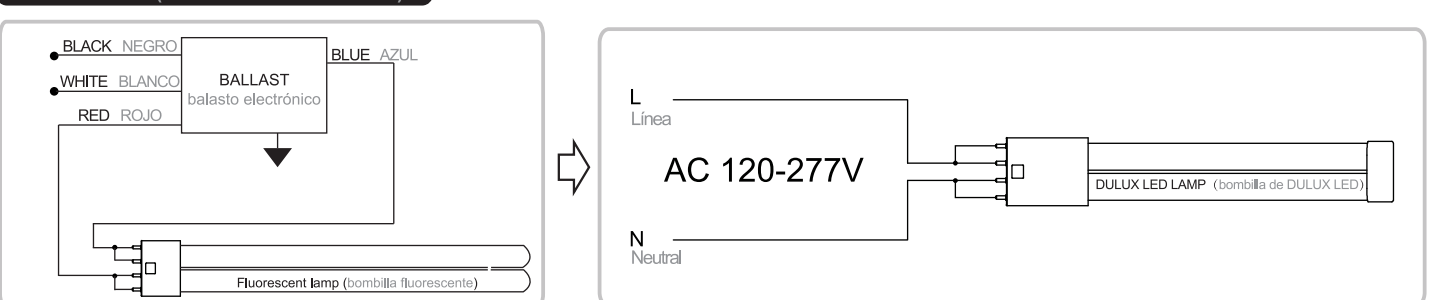 BLACK NEGRO
WHITE BLANCO
RED ROJO
BALLAST
balasto electrónico
BLUE AZUL
Fluorescent lamp (bombilla fluorescente)
L
Línea
AC 120-277V
N
Neutral
DULUX LED LAMP (bombilla de DULUX LED)